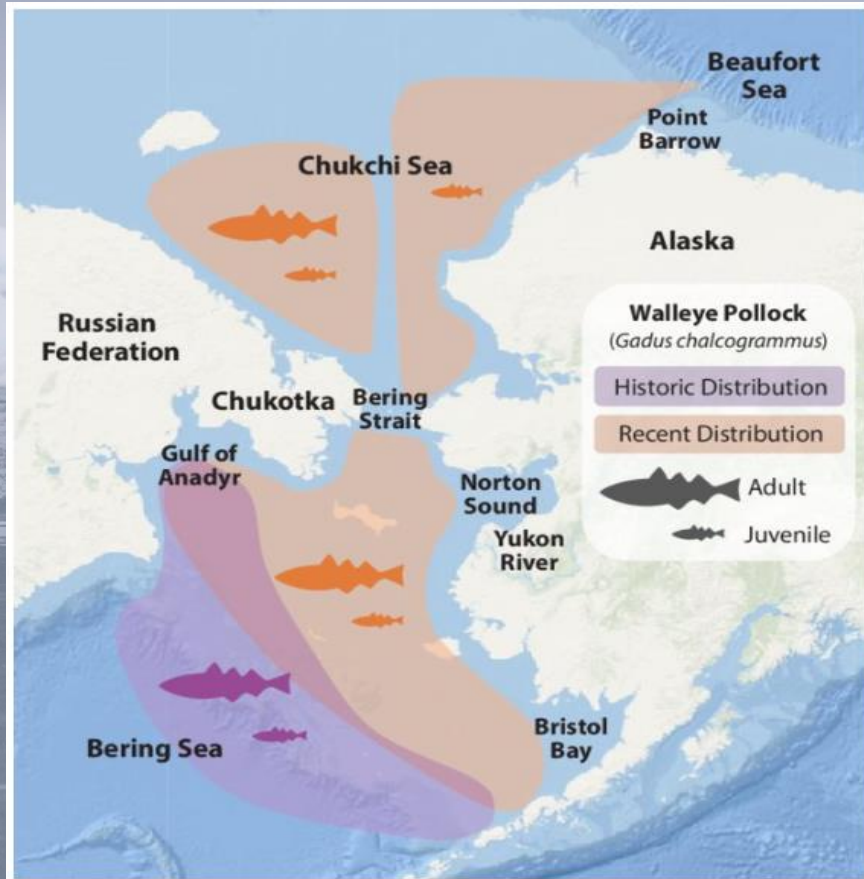 Beaufort
Sea
Point
Barrow
Chukchi Sea
Alaska
Russian
Federation
Walleye Pollock
(Gadus chalcogrammus)
Historic Distribution
Recent Distribution
Adult
Juvenile
Chukotka
Bering
Strait
Gulf of
Anadyr
Norton
Sound
Yukon
River
Bristol
Bay
Bering Sea